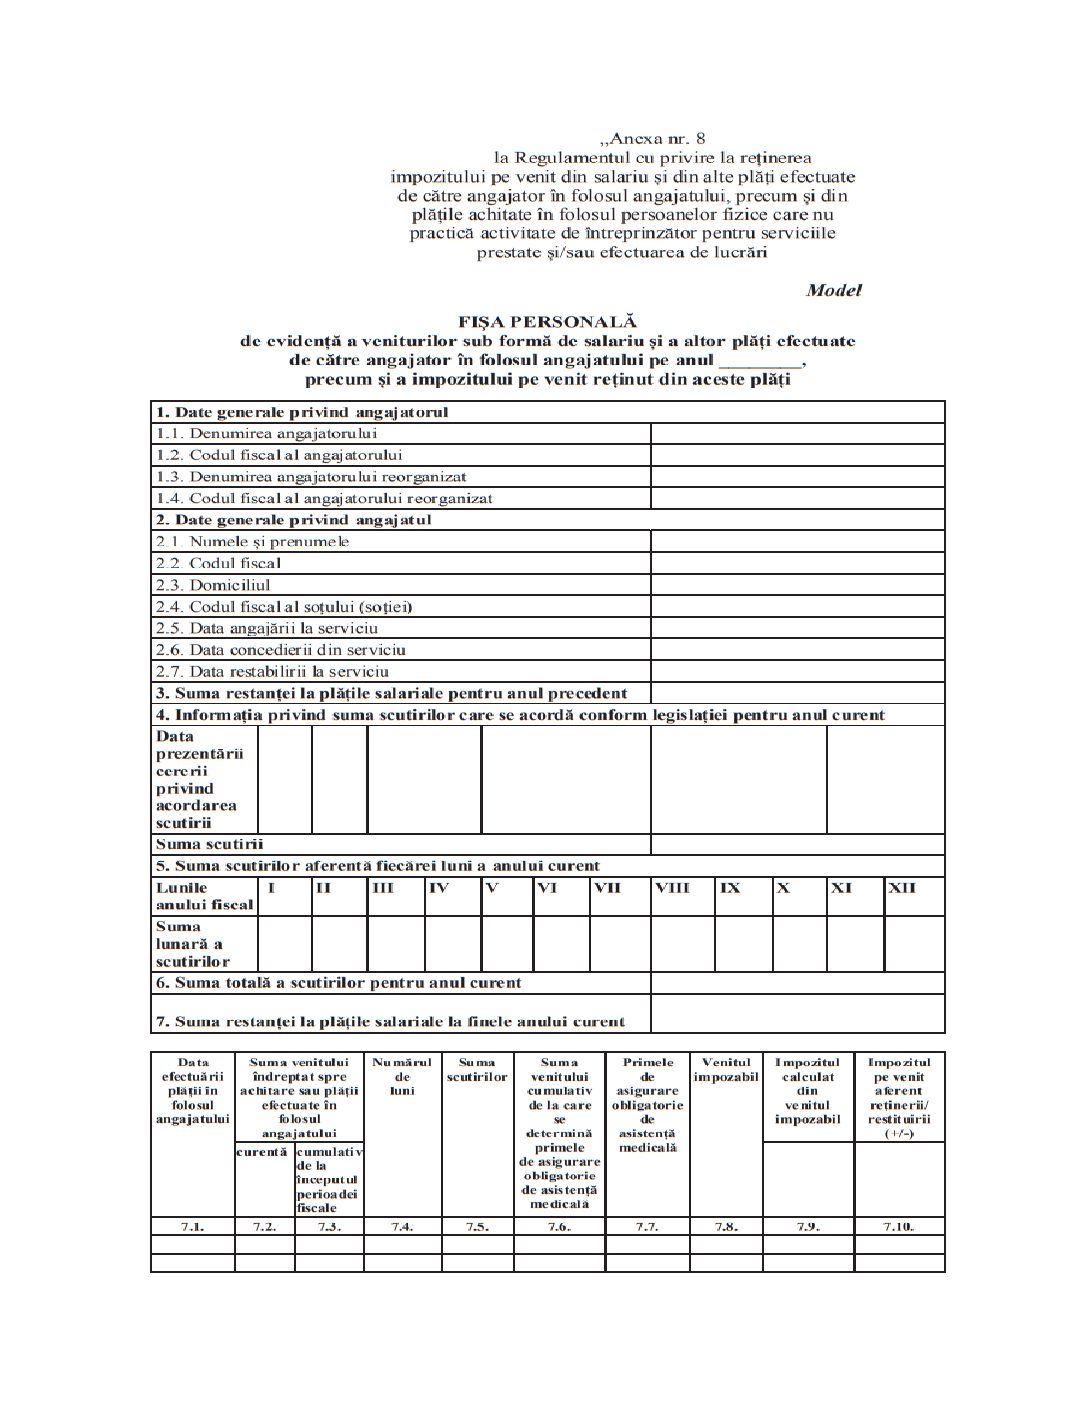 ,,Anexa nr. 8
la Regulamentul cu privire la reținerea
impozitului pe venit din salariu și din alte plăți efectuate
de către angajator în folosul angajatului, precum și din
plățile achitate în folosul persoanelor fizice care nu
practică activitate de întreprinzător pentru serviciile
prestate și/sau efectuarea de lucrări
Model
FIȘA PERSONALĂ
de evidență a veniturilor sub formă de salariu și a altor plăți efectuate
de către angajator în folosul angajatului pe anul ________,
precum și a impozitului pe venit reținut din aceste plăți
1. Date generale privind angajatorul
1.1. Denumirea angajatorului
1.2. Codul fiscal al angajatorului
1.3. Denumirea angajatorului reorganizat
1.4. Codul fiscal al angajatorului reorganizat
2. Date generale privind angajatul
2.1. Numele și prenumele
2.2. Codul fiscal
2.3. Domiciliul
2.4. Codul fiscal al soțului (soției)
2.5. Data angajării la serviciu
2.6. Data concedierii din serviciu
2.7. Data restabilirii la serviciu
3. Suma restanței la plățile salariale pentru anul precedent
4. Informația privind suma scutirilor care se acordă conform legislației pentru anul curent
Data
prezentării
cererii
privind
acordarea
scutirii
Suma scutirii
5. Suma scutirilor aferentă fiecărei luni a anului curent
Lunile
anului fiscal
I II III IV V VI VII VIII IX X XI XII
Suma
lunară a
scutirilor
6. Suma totală a scutirilor pentru anul curent
7. Suma restanței la plățile salariale la finele anului curent
Data
efectuării
plății în
folosul
angajatului
Suma venitului
îndreptat spre
achitare sau plății
efectuate în
folosul
angajatului
curentă
cumulativ
de la
începutul
perioadei
fiscale
Numărul
de
luni
Suma
scutirilor
Suma
venitului
cumulativ
de la care
se
determină
primele
de asigurare
obligatorie
de asistență
medicală
Primele
de
asigurare
obligatorie
de
asistență
medicală
Venitul
impozabil
Impozitul
calculat
din
venitul
impozabil
Impozitul
pe venit
aferent
reținerii/
restituirii
(+/-)
7.1. 7.2. 7.3. 7.4. 7.5. 7.6. 7.7. 7.8. 7.9. 7.10.